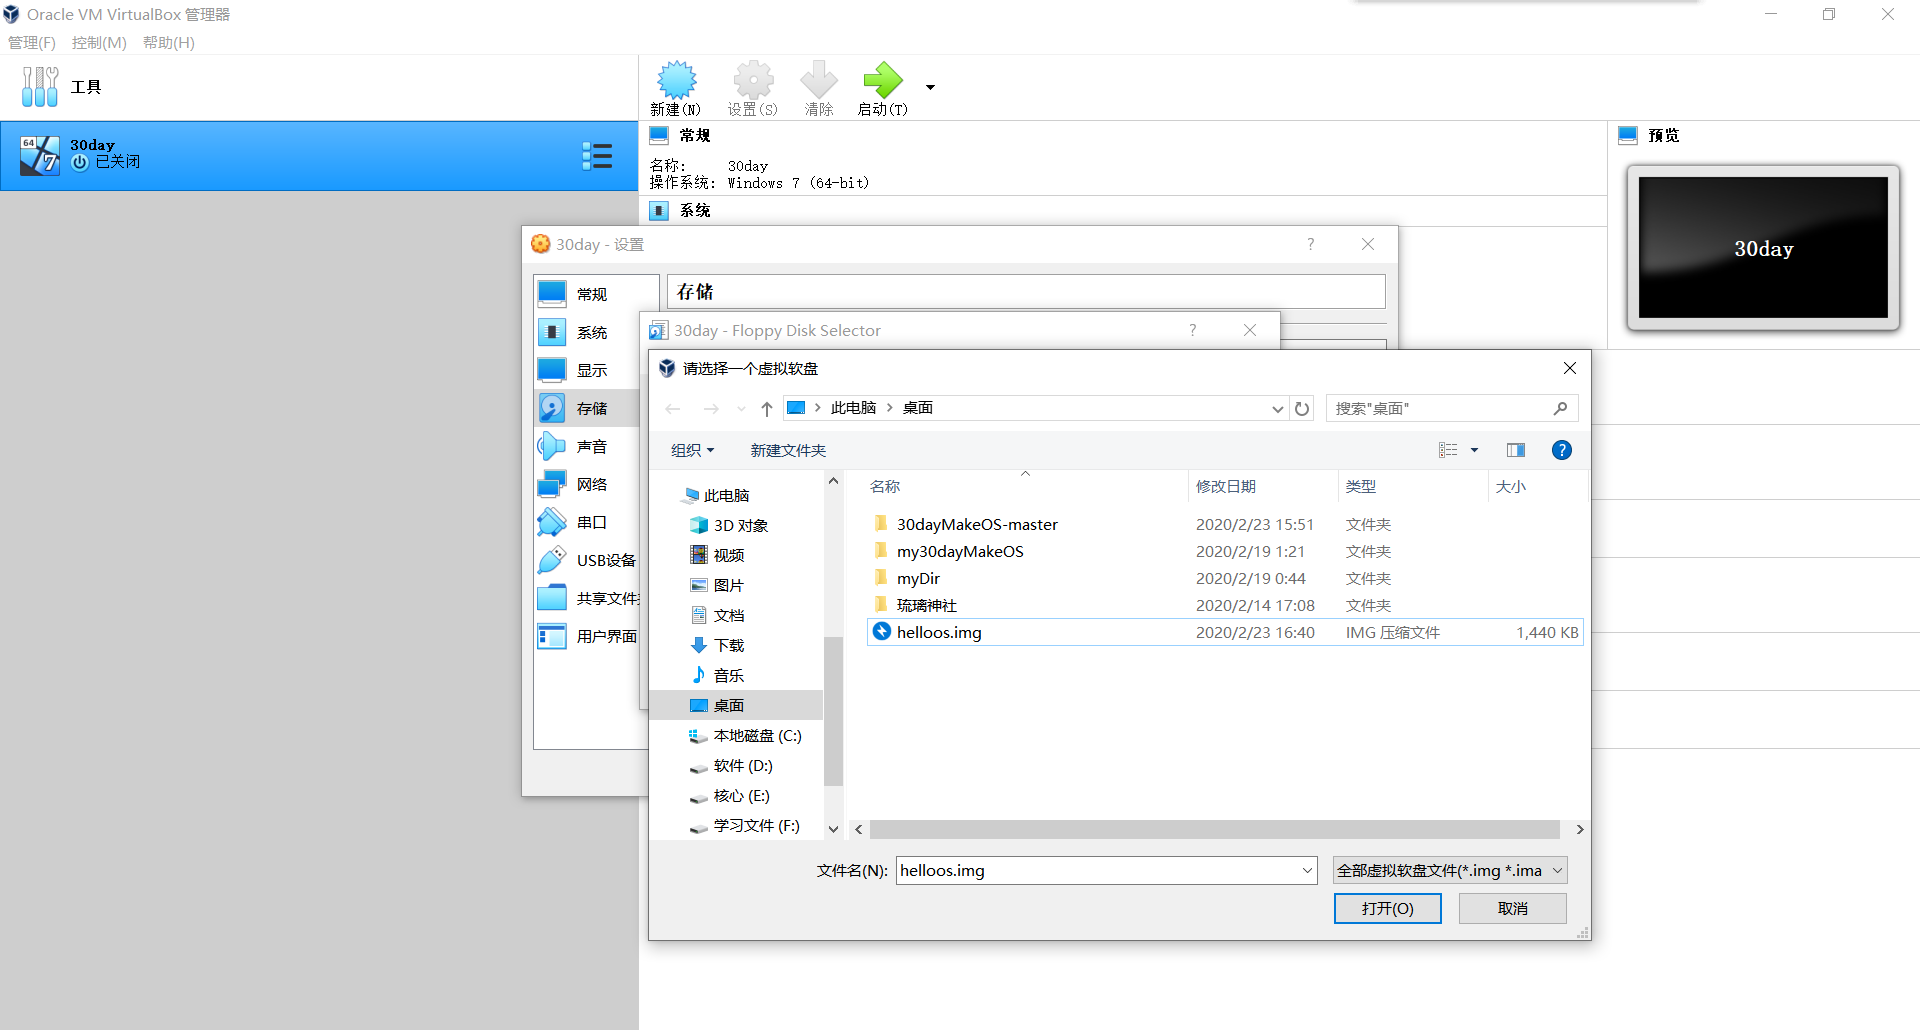 Oracle VM VirtualBox 管理器
管理(F) 控制(M) 帮助(H)
工具
新建(N) 设置(S) 清除 启动(T)
64
7
30day
已关闭
常规
名称: 30day
操作系统: Windows 7 (64-bit)
系统
预览
30day
30day - 设置
?
常规
系统
显示
存储
声音
网络
串口
USB设备
共享文件
用户界面
存储
30day - Floppy Disk Selector
?
请选择一个虚拟软盘
此电脑 桌面
搜索"桌面"
组织 新建文件夹
?
此电脑
3D 对象
视频
图片
文档
下载
音乐
桌面
本地磁盘 (C:)
软件 (D:)
核心 (E:)
学习文件 (F:)
名称 修改日期 类型 大小
30dayMakeOS-master 2020/2/23 15:51 文件夹
my30dayMakeOS 2020/2/19 1:21 文件夹
myDir 2020/2/19 0:44 文件夹
琉璃神社 2020/2/14 17:08 文件夹
helloos.img 2020/2/23 16:40 IMG 压缩文件 1,440 KB
文件名(N): helloos.img
全部虚拟软盘文件(*.img *.ima
打开(O) 取消